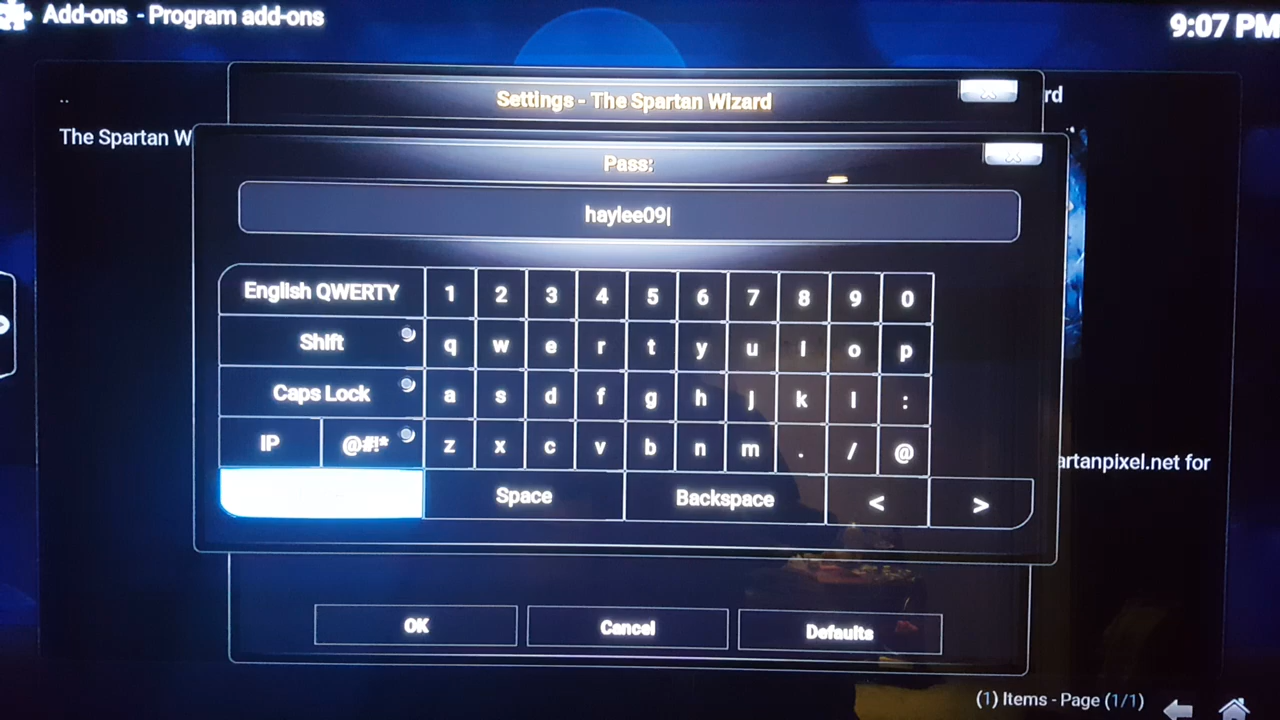 Add-ons - Program add-ons
9:07 PM
..
Settings - The Spartan Wizard
rd
The Spartan W
Pass:
haylee09
English QWERTY 1 2 3 4 5 6 7 8 9 0
Shift q w e r t y u i o p
Caps Lock a s d f g h j k l :
IP @#!* z x c v b n m . / @
artanpixel.net for
Space Backspace < >
OK Cancel Defaults
(1) Items - Page (1/1)